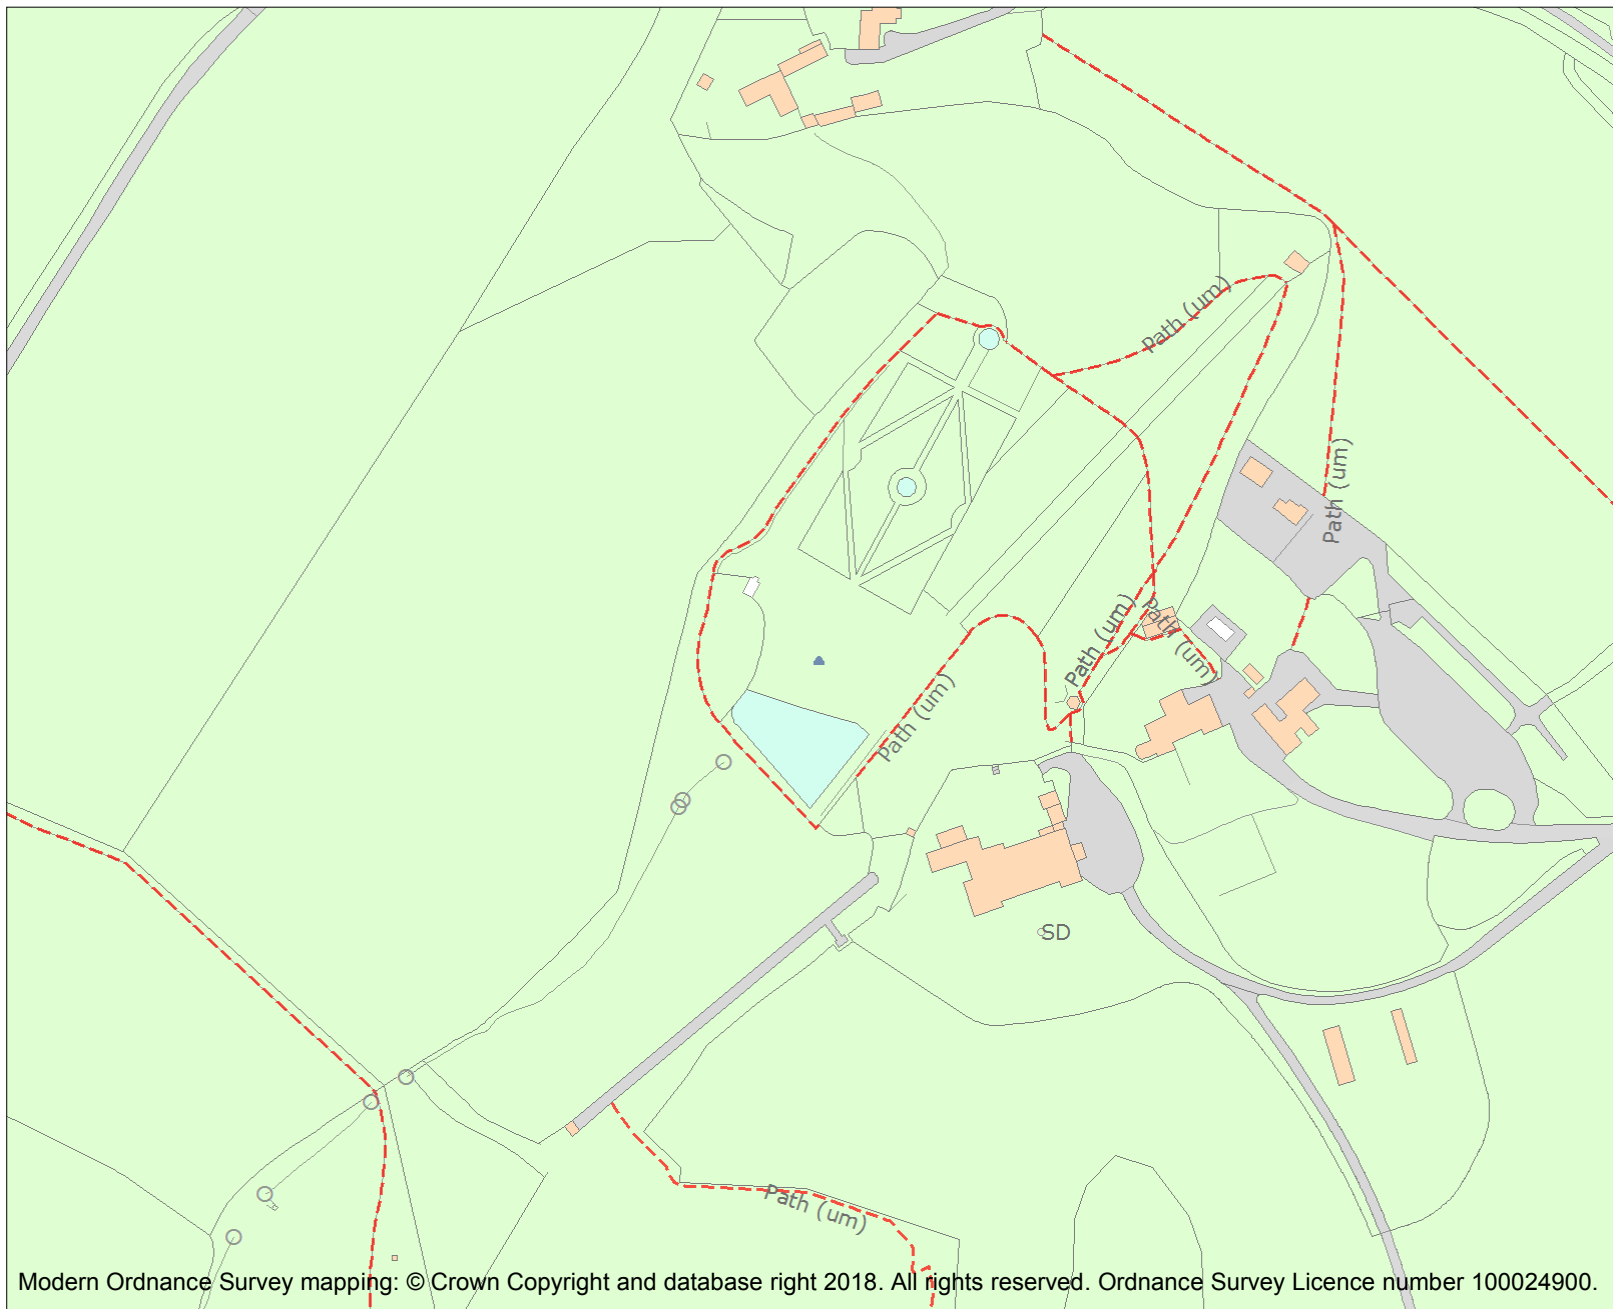 Path (um)
Path (um)
Path (um)
Path (um)
Path (um)
SD
Path (um)
Modern Ordnance Survey mapping: © Crown Copyright and database right 2018. All rights reserved. Ordnance Survey Licence number 100024900.